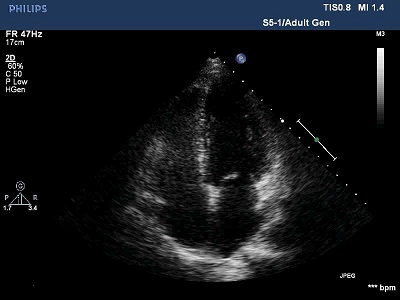 PHILIPS
TIS0.8 MI 1.4
S5-1/Adult Gen
FR 47Hz
17cm
M3
2D
60%
C 50
P Low
HGen
P
G
P R
1.7 3.4
JPEG
*** bpm